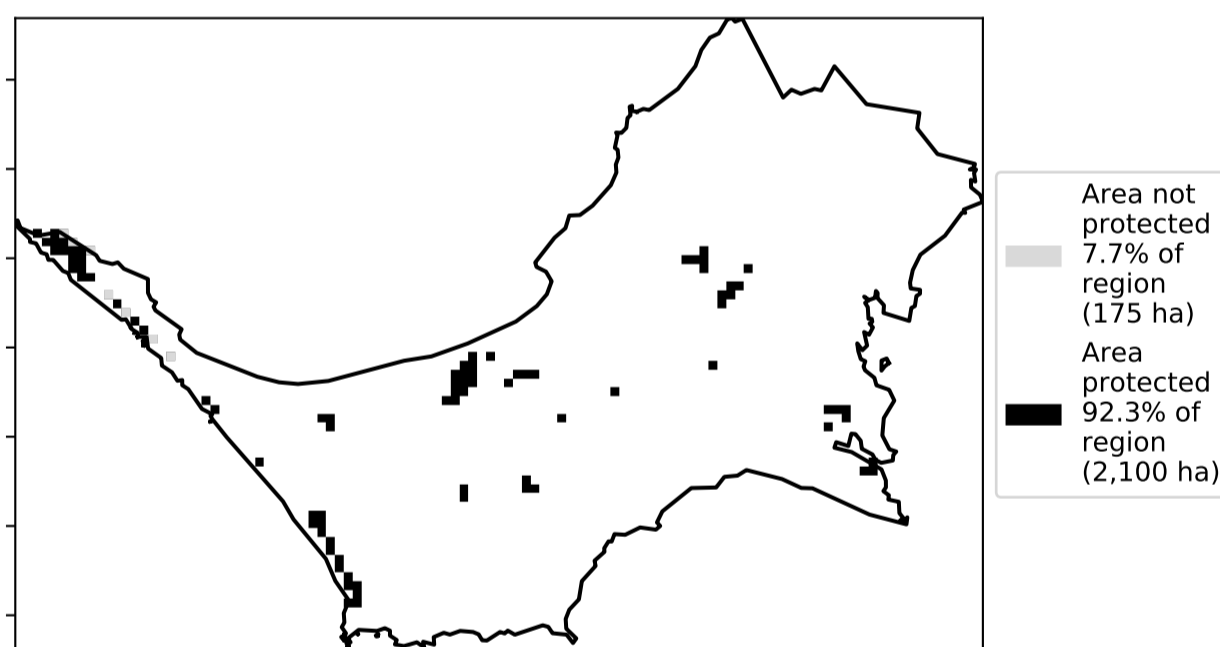 Area not
protected
7.7% of
region
(175 ha)
Area
protected
92.3% of
region
(2,100 ha)